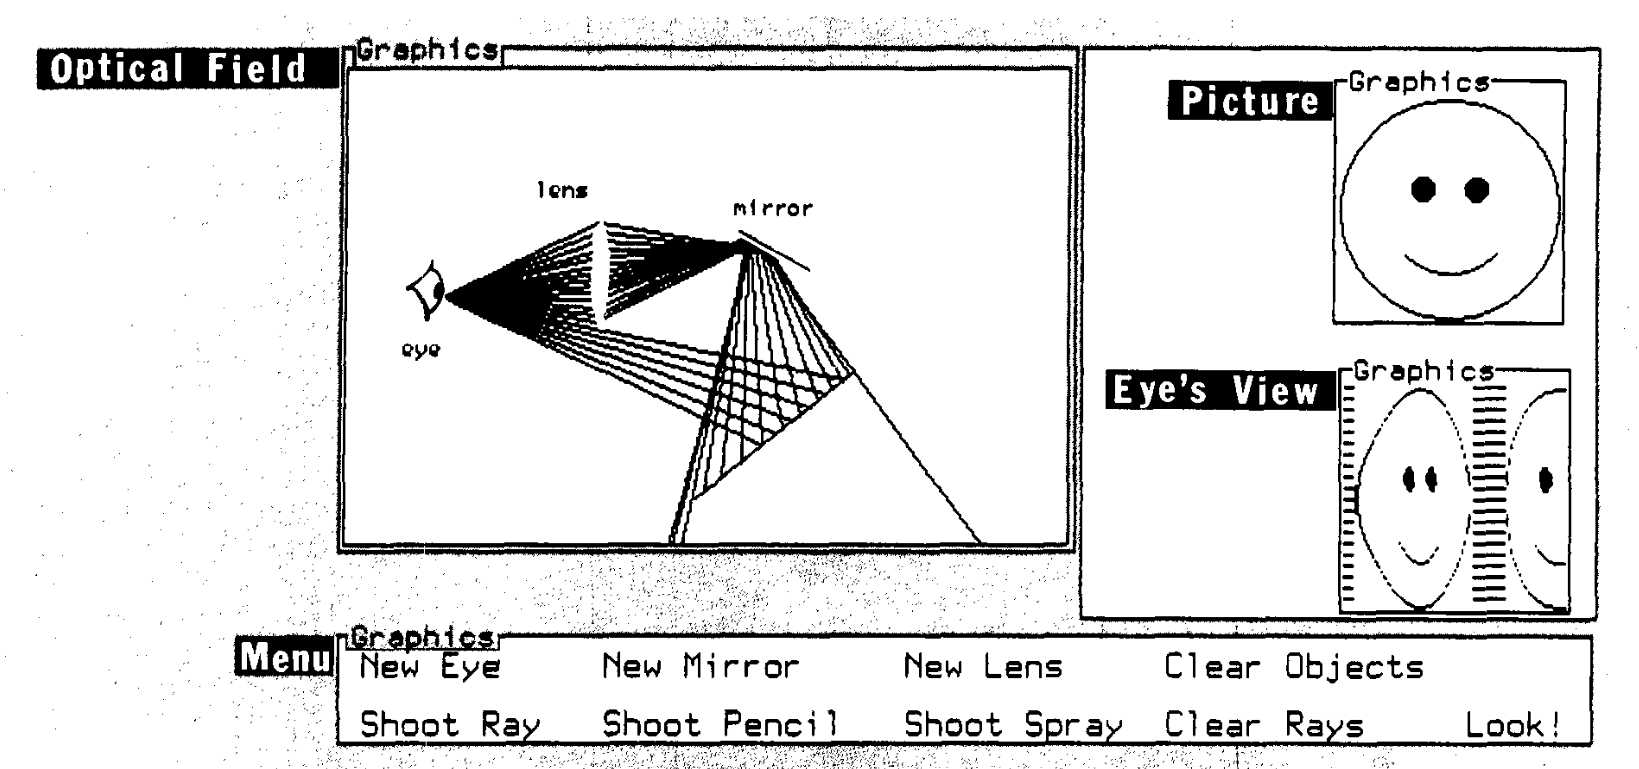 Optical Field
Graphics
lens
mirror
eye
Picture
Graphics
Eye's View
Graphics
Menu
Graphics
New Eye New Mirror New Lens Clear Objects
Shoot Ray Shoot Pencil Shoot Spray Clear Rays Look!